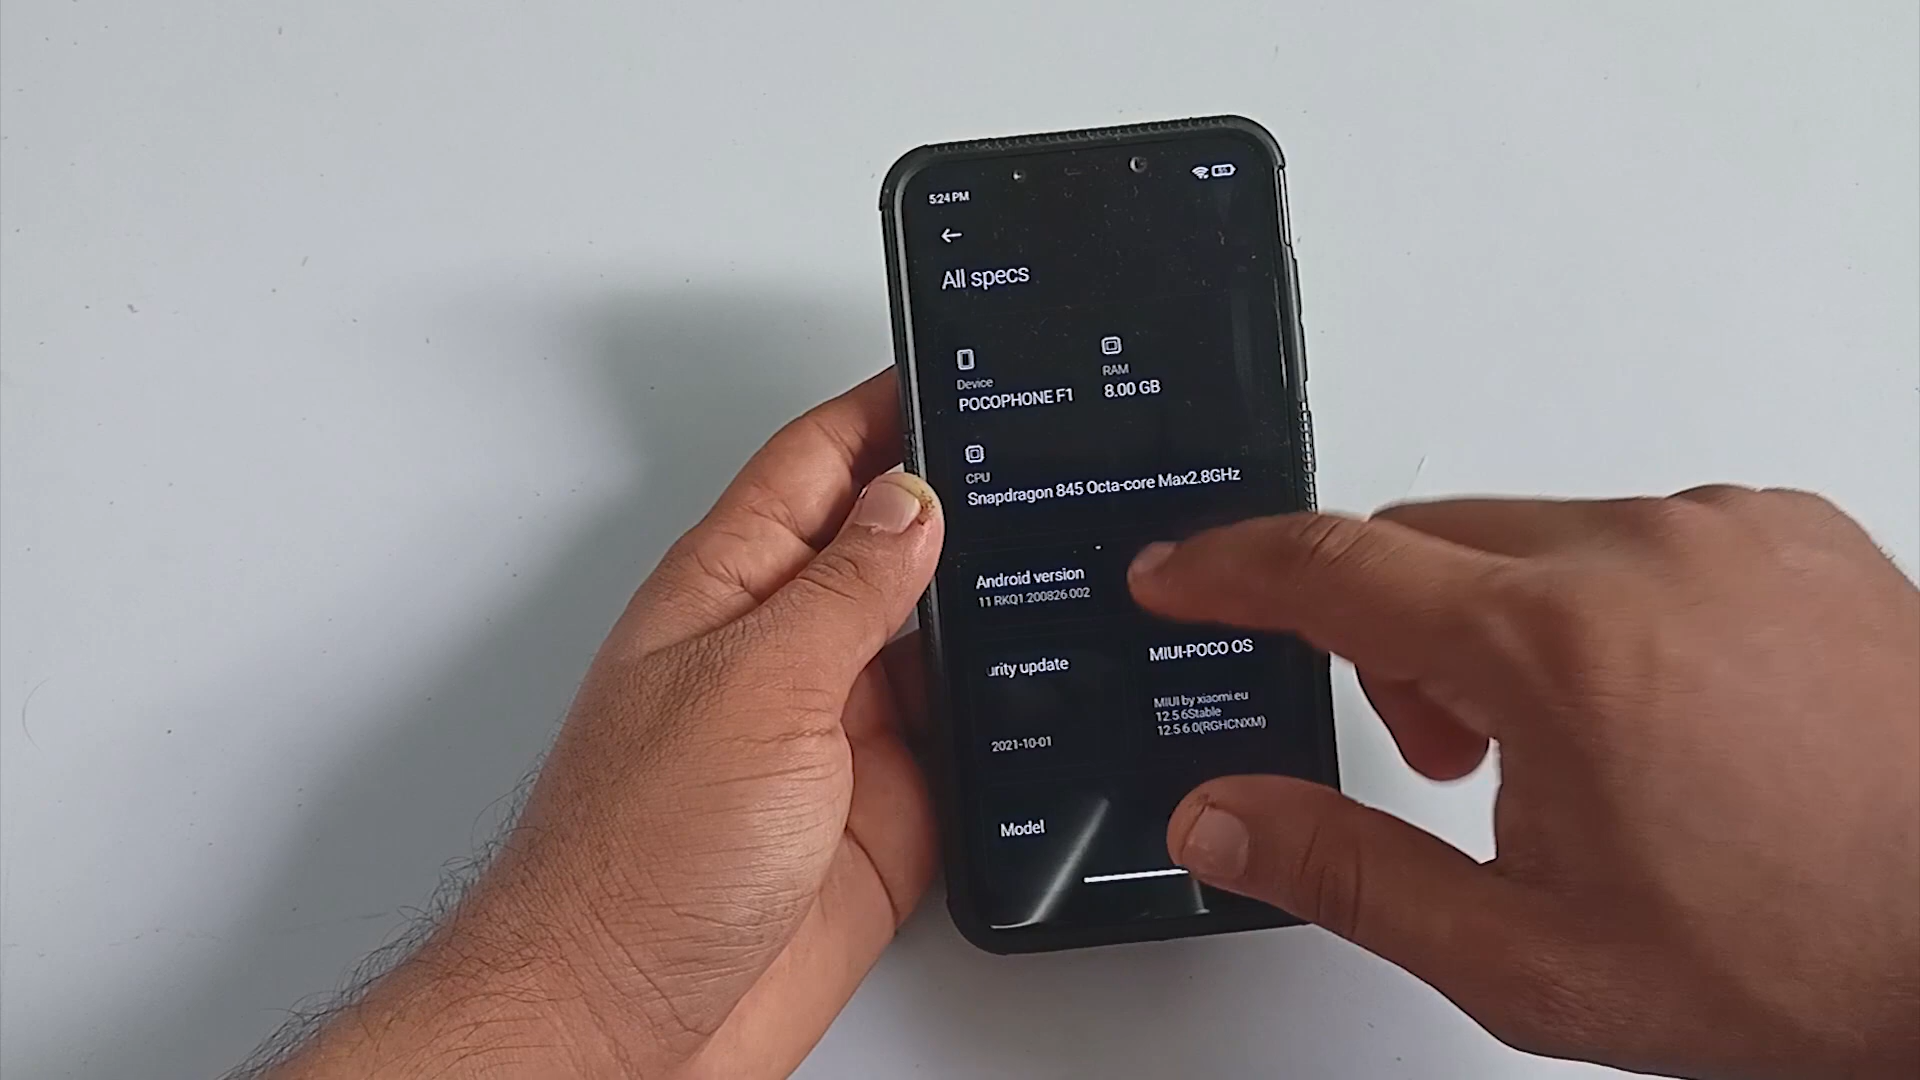 5:24 PM
All specs
Device
POCOPHONE F1
RAM
8.00 GB
CPU
Snapdragon 845 Octa-core Max2.8GHz
Android version
11 RKQ1.200826.002
urity update
2021-10-01
MIUI-POCO OS
MIUI by xiaomi.eu
12.5.6Stable
12.5.6.0(RGHCNXM)
Model